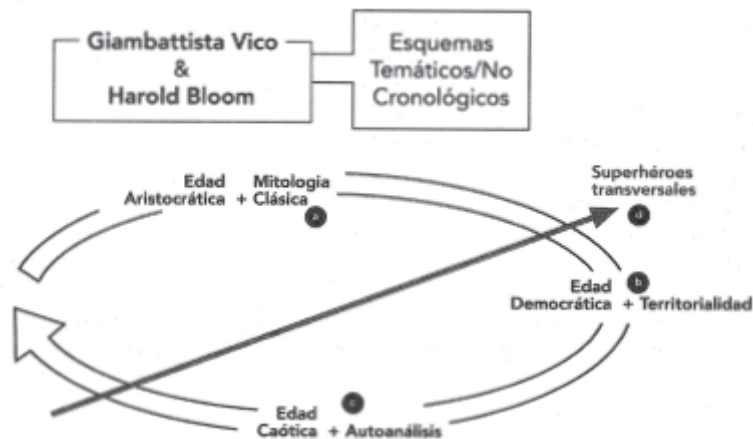 Giambattista Vico
&
Harold Bloom
Esquemas
Temáticos/No
Cronológicos
Edad Mitología
Aristocrática + Clásica
a
Superhéroes
transversales
d
b
Edad
Democrática + Territorialidad
c
Edad
Caótica + Autoanálisis